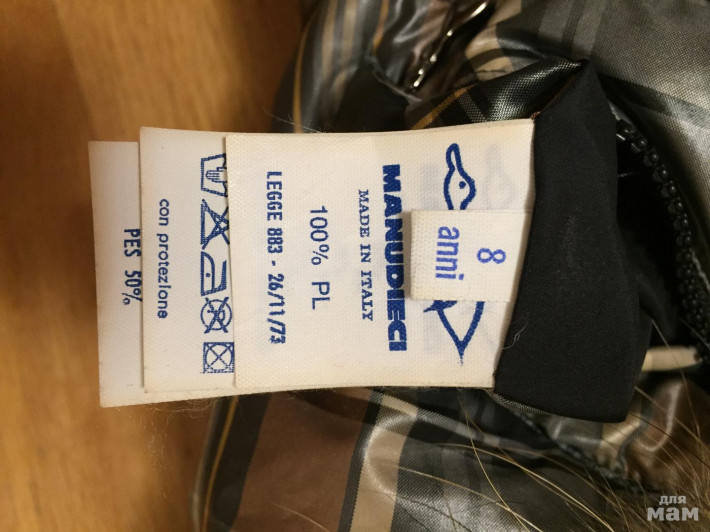 8
anni
MANUDIECI
MADE IN ITALY
100% PL
LEGGE 883 - 26/11/73
con protezione
PES 50%
для
мам